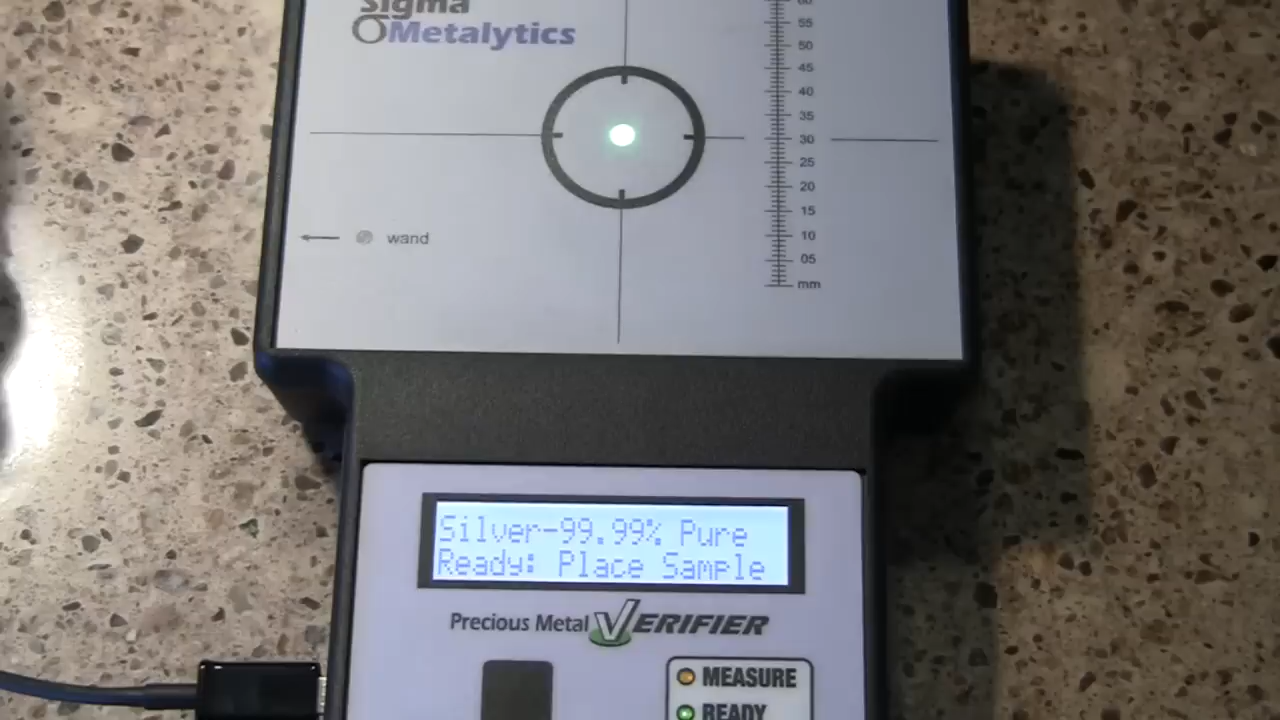 Sigma
Metalytics
60
55
50
45
40
35
30
25
20
15
10
05
mm
wand
Silver-99.99% Pure
Ready: Place Sample
Precious Metal VERIFIER
MEASURE
READY